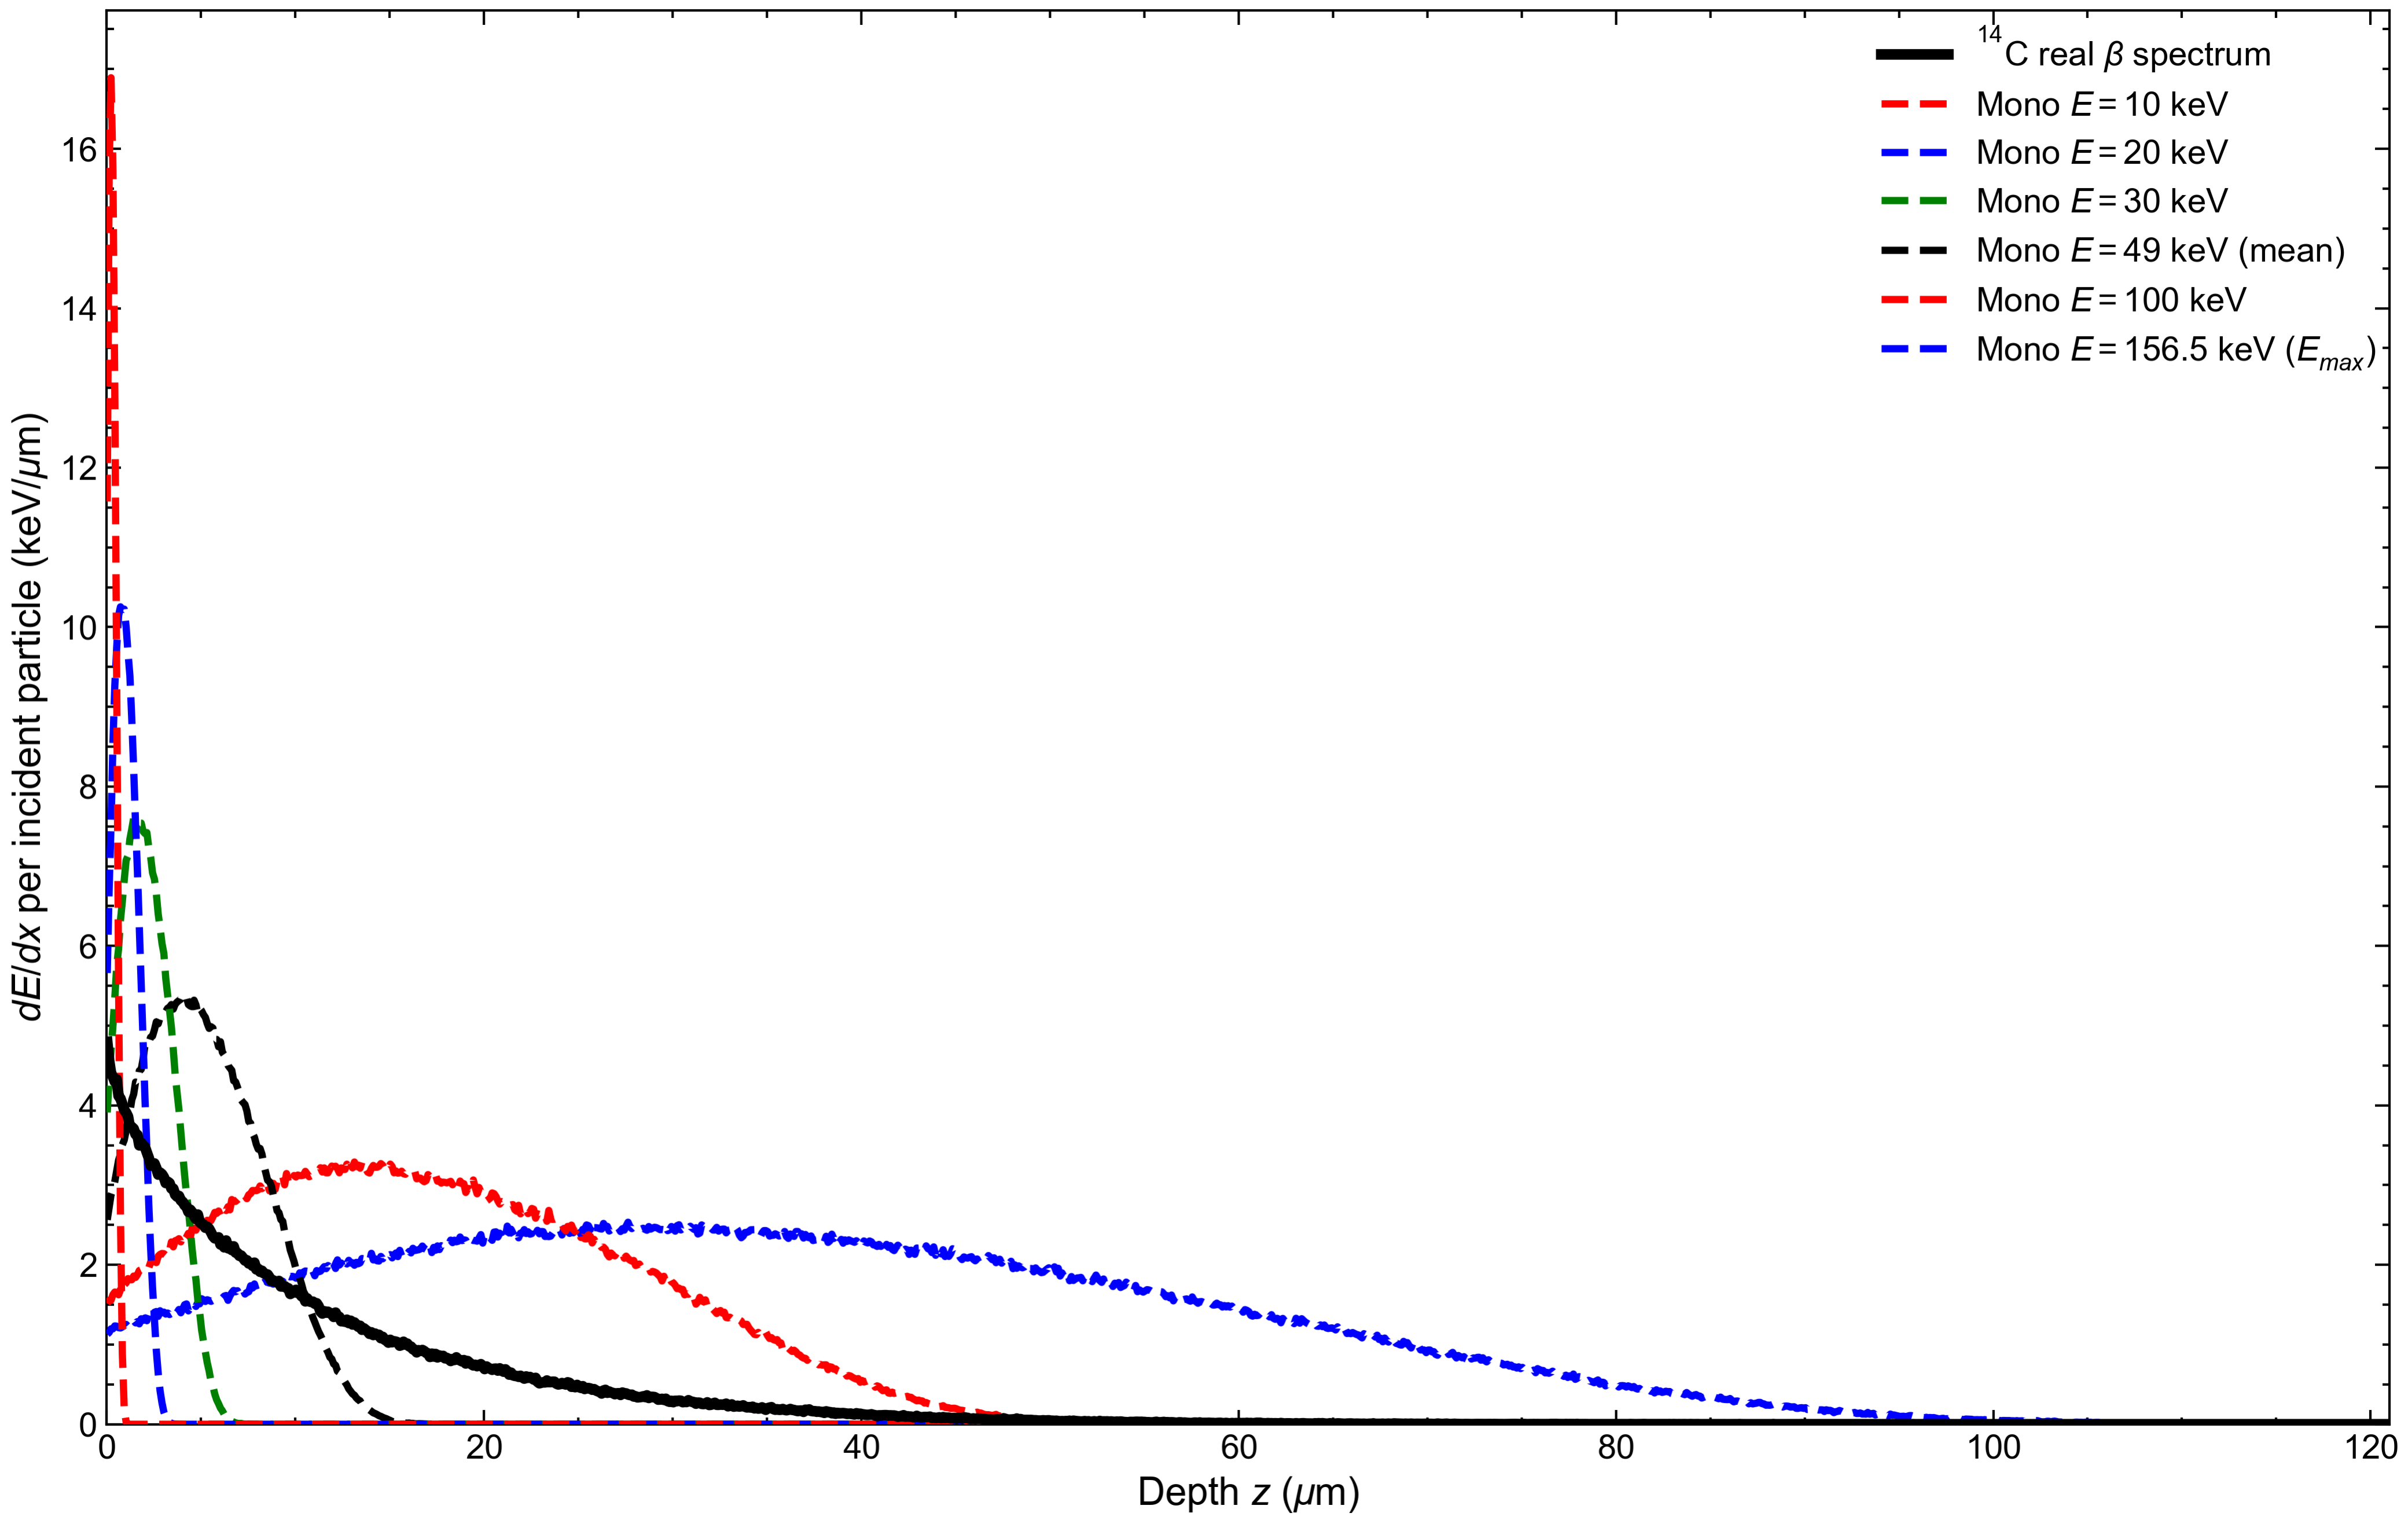 ¹⁴C real β spectrum
Mono E = 10 keV
Mono E = 20 keV
Mono E = 30 keV
Mono E = 49 keV (mean)
Mono E = 100 keV
Mono E = 156.5 keV (Eₘₐₓ)
dE/dx per incident particle (keV/μm)
16
14
12
10
8
6
4
2
0
0 20 40 60 80 100 120
Depth z (μm)